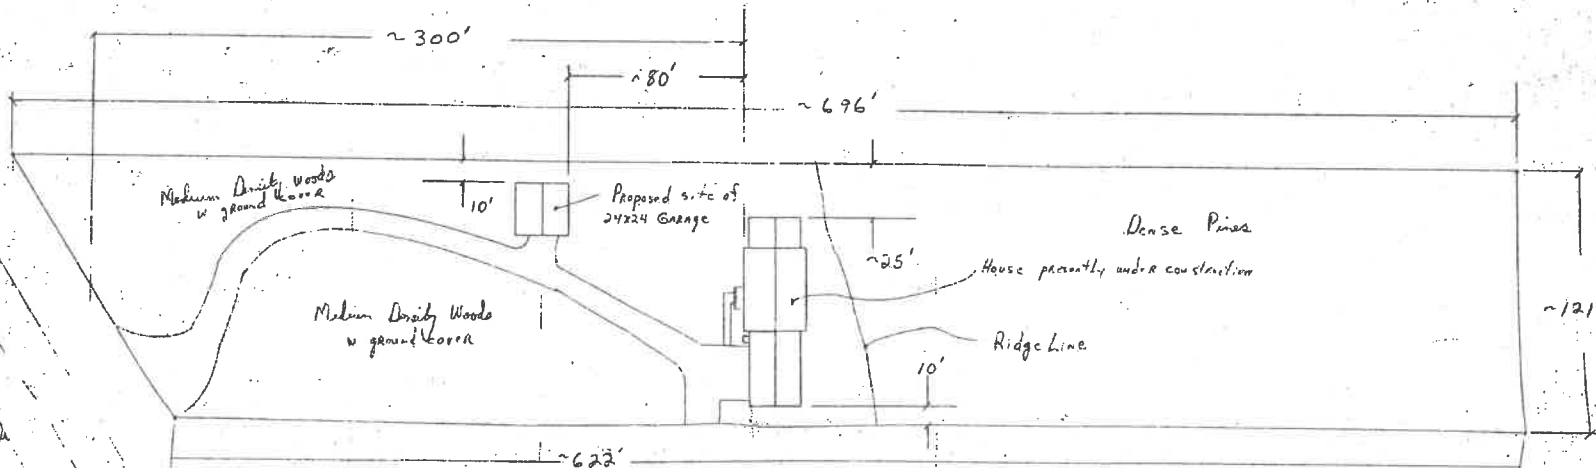 ~300'
~80'
~696'
Medium Density Woods
w ground cover
10'
Proposed site of
24x24 GARAGE
Dense Pines
~25'
House presently under construction
Medium Density Woods
w ground cover
~121
Ridge Line
10'
~622'